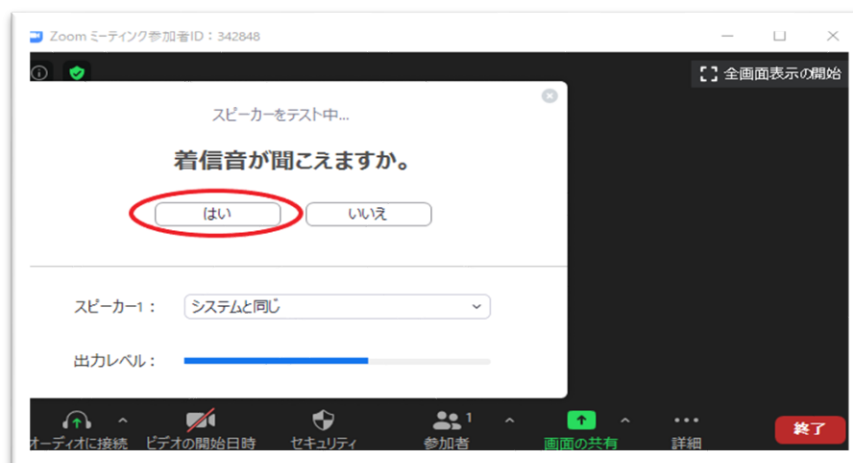 Zoom ミーティング参加者ID：342848
全画面表示の開始
スピーカーをテスト中...
着信音が聞こえますか。
はい
いいえ
スピーカー1：
システムと同じ
出力レベル：
1
オーディオに接続
ビデオの開始日時
セキュリティ
参加者
画面の共有
詳細
終了